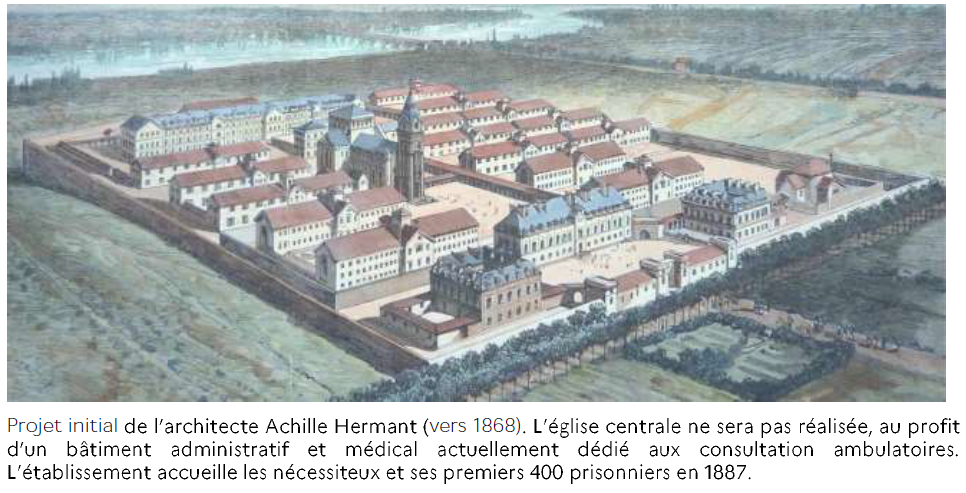 Projet initial de l'architecte Achille Hermant (vers 1868). L'église centrale ne sera pas réalisée, au profit
d'un bâtiment administratif et médical actuellement dédié aux consultation ambulatoires.
L'établissement accueille les nécessiteux et ses premiers 400 prisonniers en 1887.